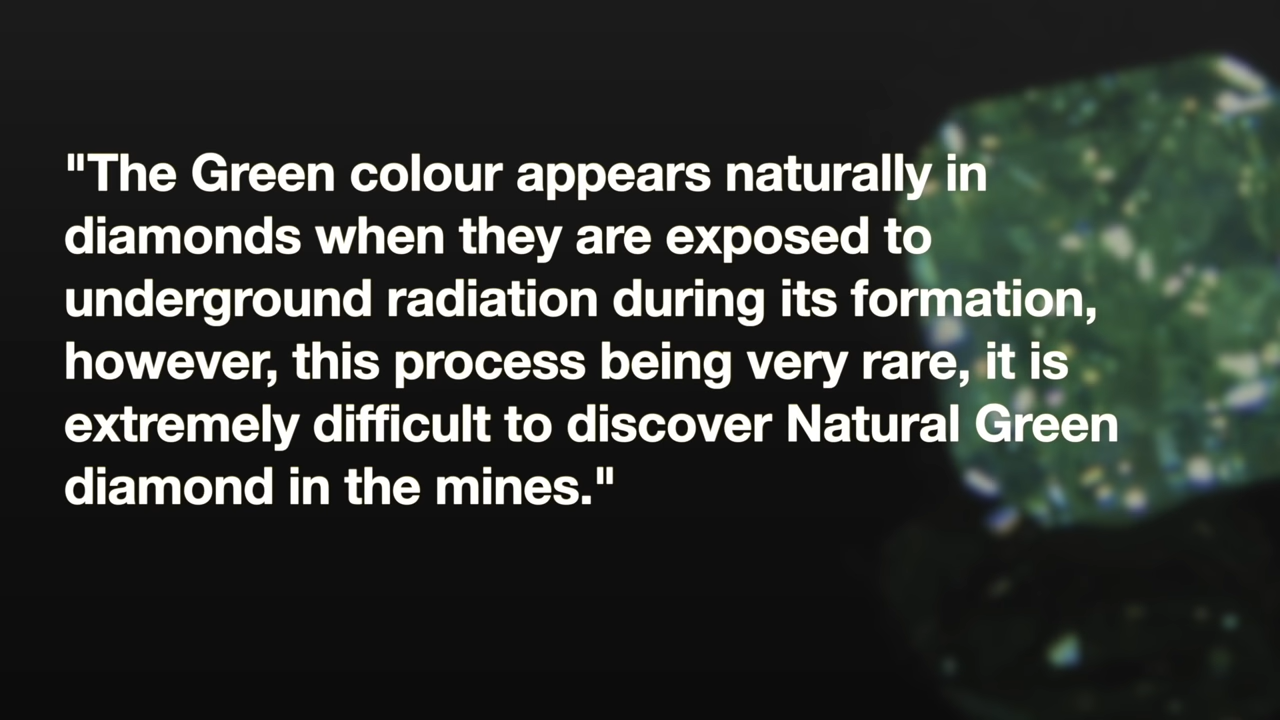 "The Green colour appears naturally in
diamonds when they are exposed to
underground radiation during its formation,
however, this process being very rare, it is
extremely difficult to discover Natural Green
diamond in the mines."